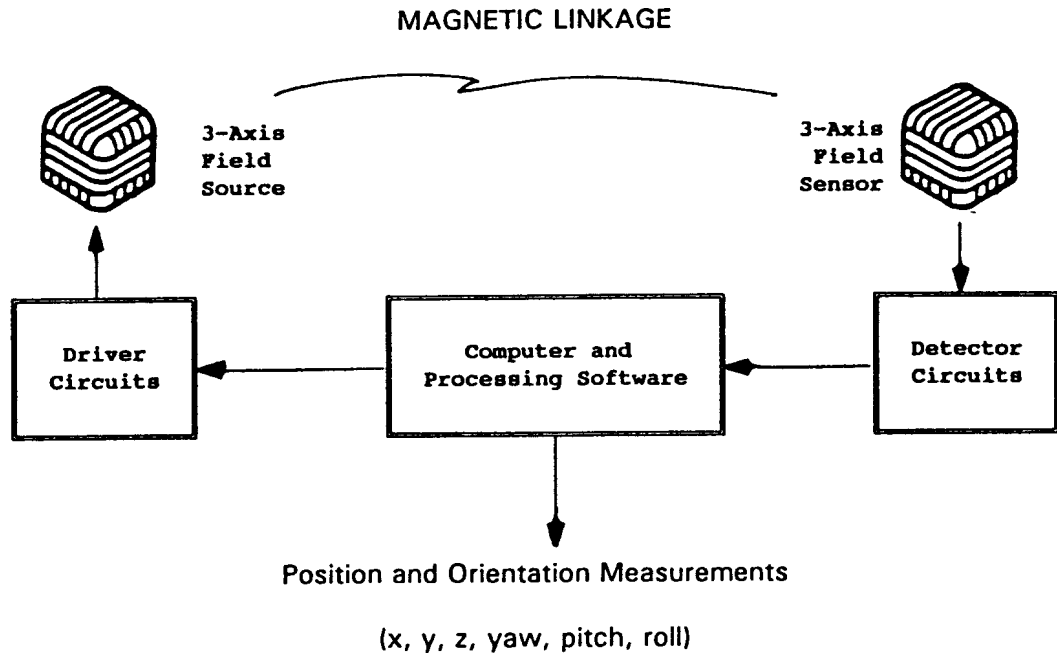 MAGNETIC LINKAGE
3-Axis
Field
Source
3-Axis
Field
Sensor
Driver
Circuits
Computer and
Processing Software
Detector
Circuits
Position and Orientation Measurements
(x, y, z, yaw, pitch, roll)